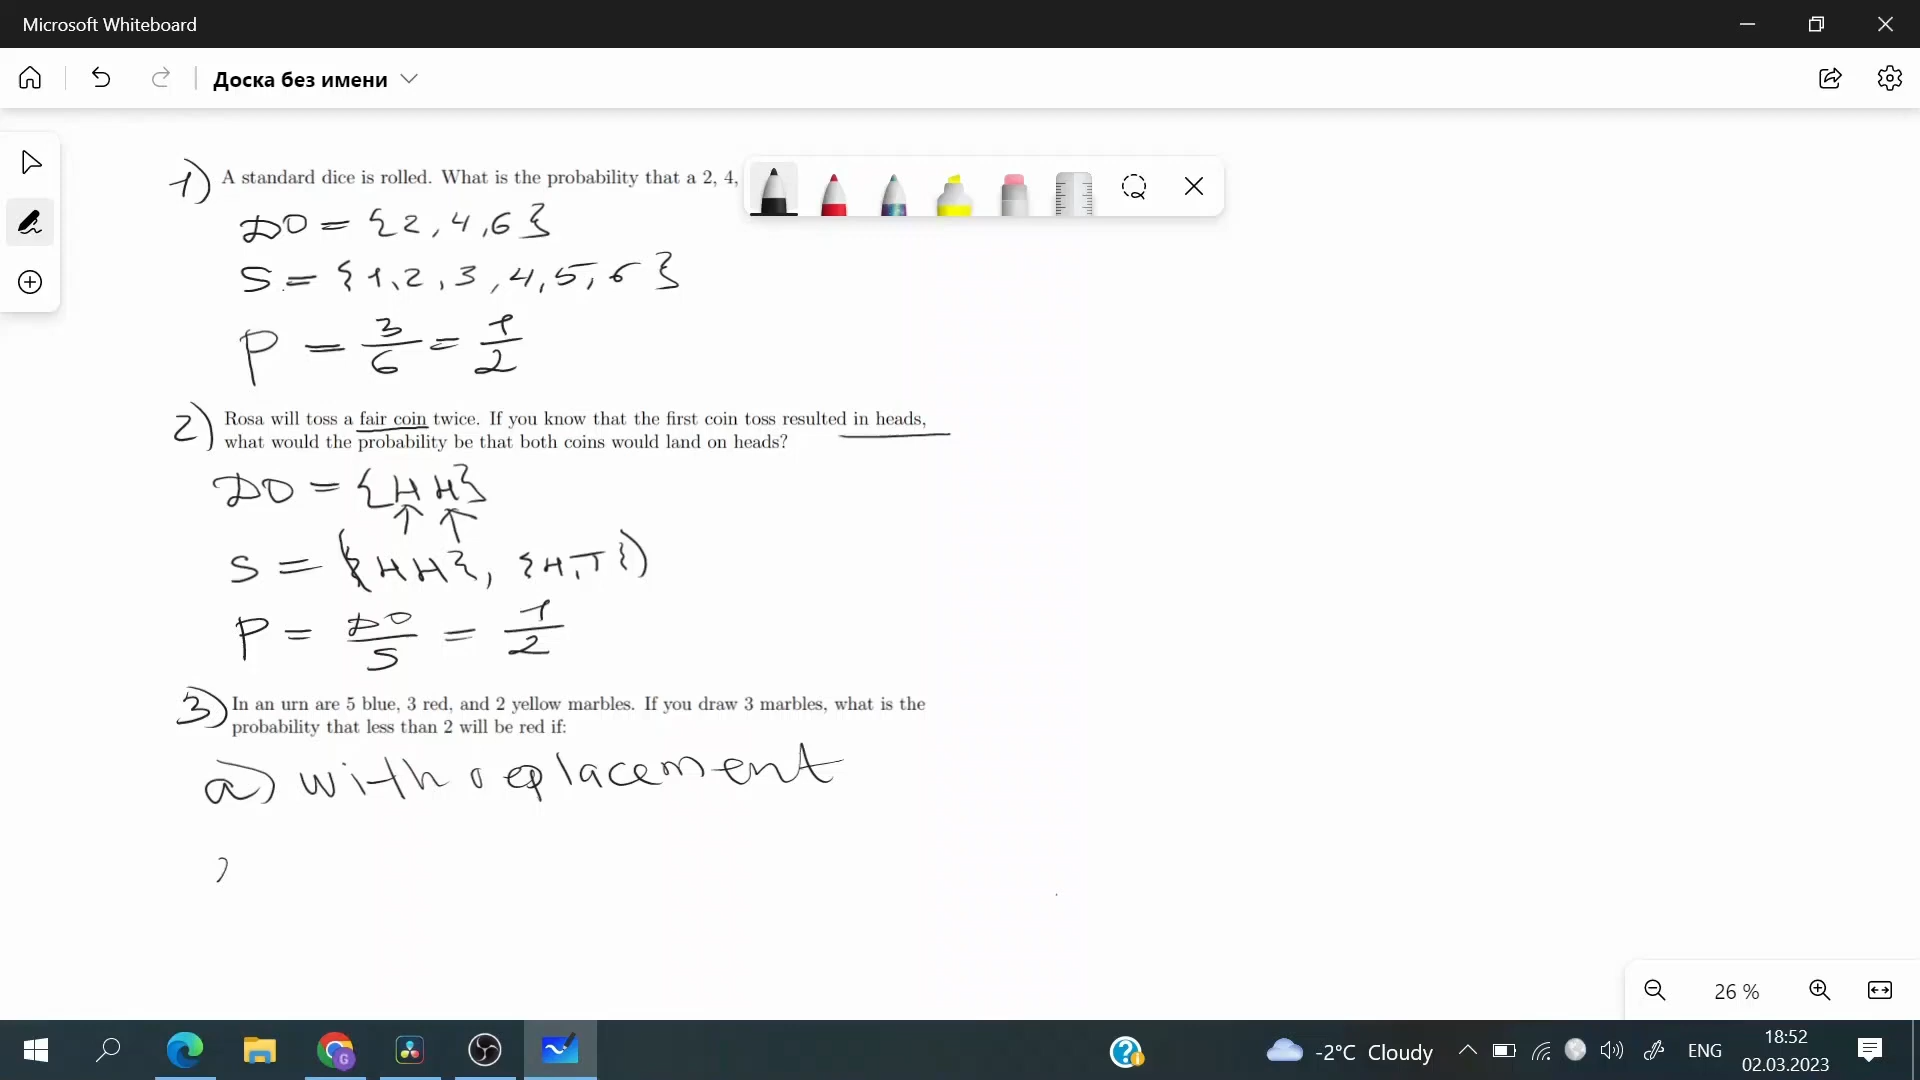 Microsoft Whiteboard
Доска без имени
1) A standard dice is rolled. What is the probability that a 2, 4,
DO = {2, 4, 6}
S = {1, 2, 3, 4, 5, 6}
P = 3/6 = 1/2
2) Rosa will toss a fair coin twice. If you know that the first coin toss resulted in heads,
what would the probability be that both coins would land on heads?
DO = {H H}
S = ({HH}, {H,T})
P = DO/S = 1/2
3) In an urn are 5 blue, 3 red, and 2 yellow marbles. If you draw 3 marbles, what is the
probability that less than 2 will be red if:
a) with replacement
26 %
-2°C Cloudy
ENG
18:52
02.03.2023